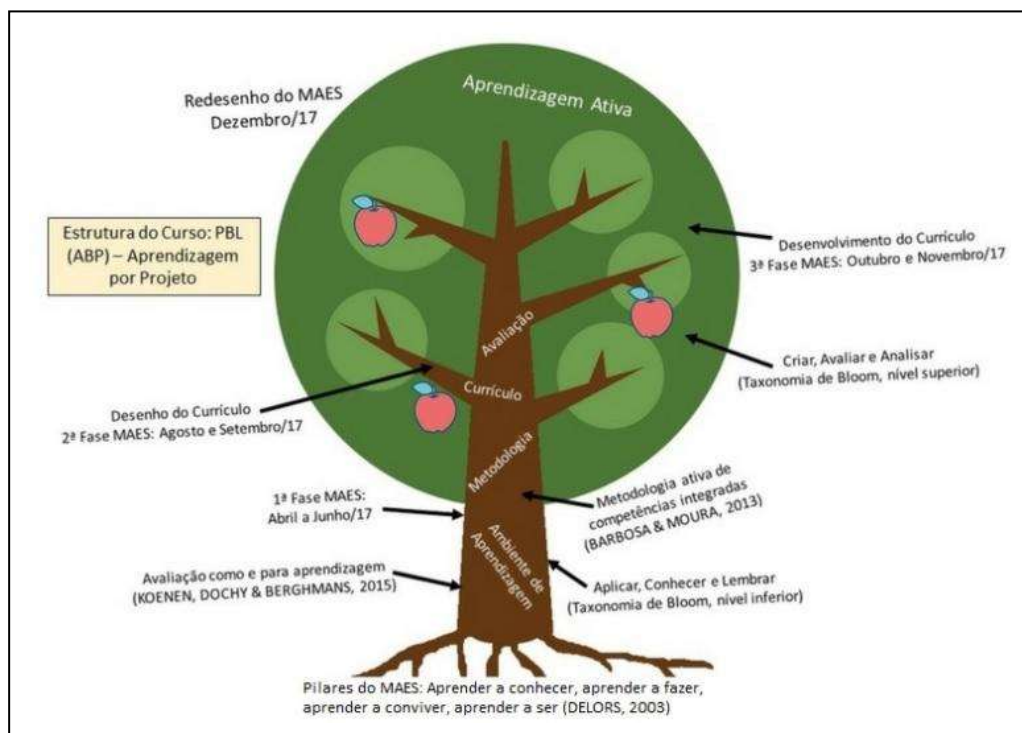 Aprendizagem Ativa
Redesenho do MAES
Dezembro/17
Estrutura do Curso: PBL
(ABP) – Aprendizagem
por Projeto
Desenvolvimento do Currículo
3ª Fase MAES: Outubro e Novembro/17
Avaliação
Criar, Avaliar e Analisar
(Taxonomia de Bloom, nível superior)
Currículo
Desenho do Currículo
2ª Fase MAES: Agosto e Setembro/17
Metodologia
Metodologia ativa de
competências integradas
(BARBOSA & MOURA, 2013)
1ª Fase MAES:
Abril a Junho/17
Ambiente de
Aprendizagem
Avaliação como e para aprendizagem
(KOENEN, DOCHY & BERGHMANS, 2015)
Aplicar, Conhecer e Lembrar
(Taxonomia de Bloom, nível inferior)
Pilares do MAES: Aprender a conhecer, aprender a fazer,
aprender a conviver, aprender a ser (DELORS, 2003)